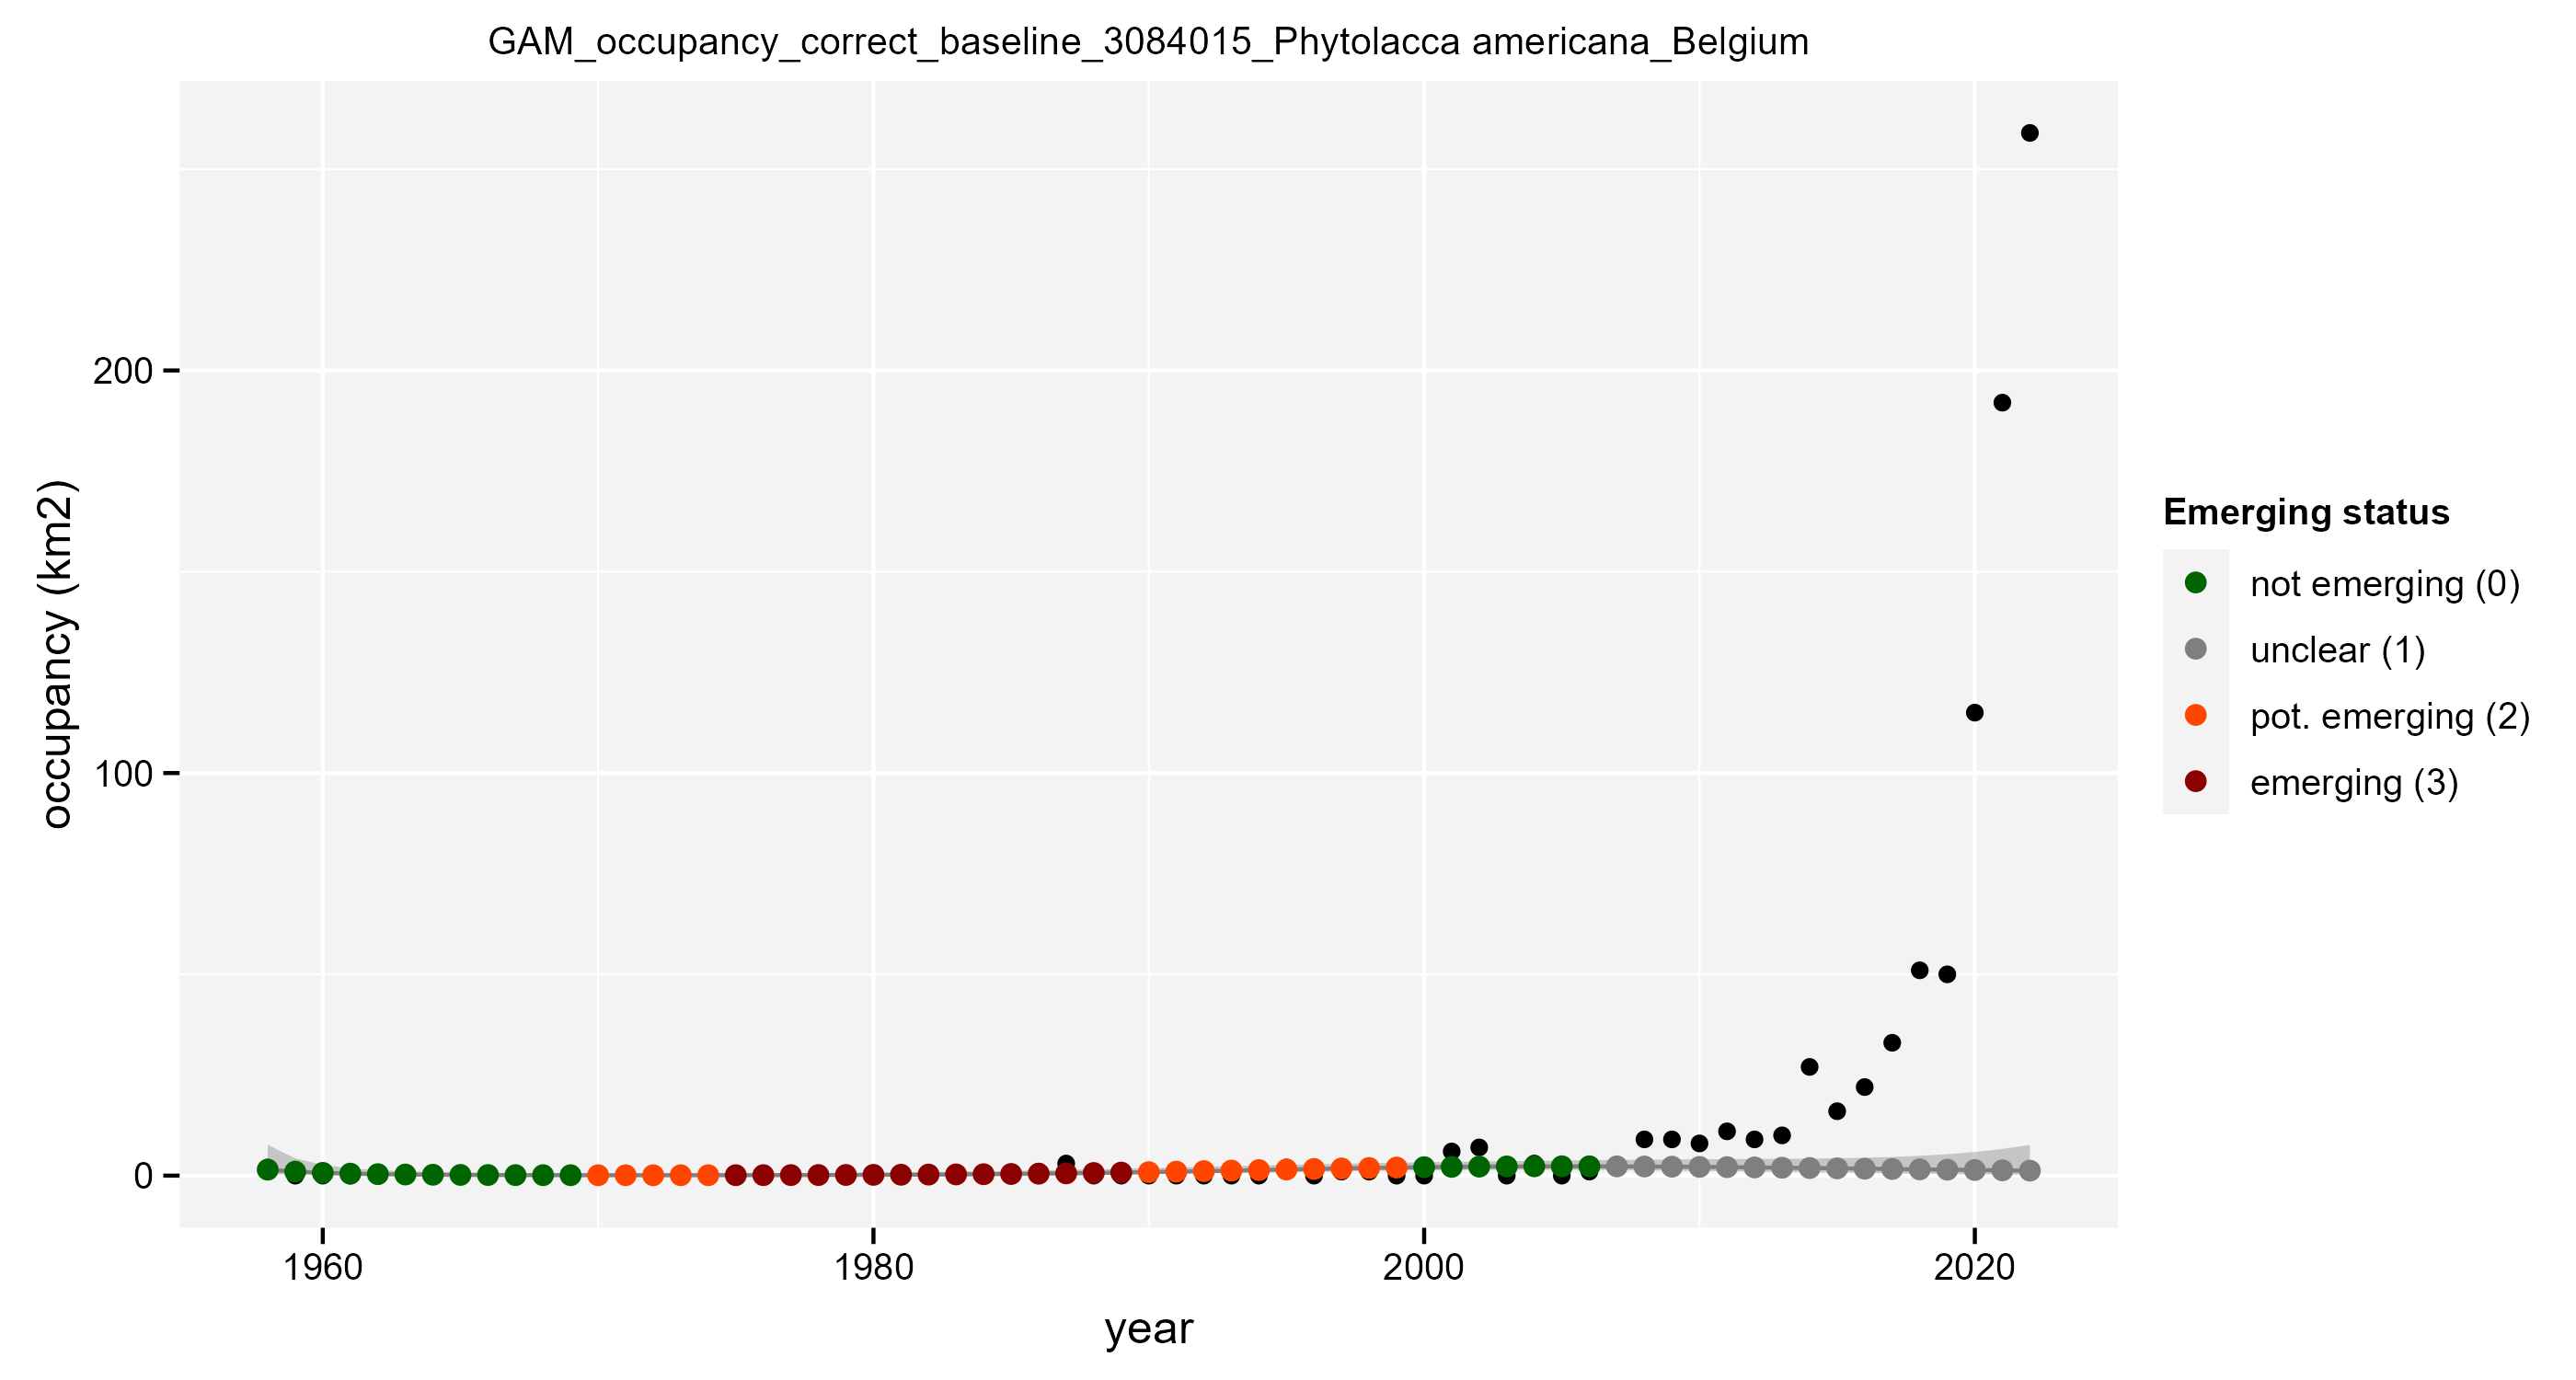 GAM_occupancy_correct_baseline_3084015_Phytolacca americana_Belgium
occupancy (km2)
200
100
0
1960
1980
2000
2020
year
Emerging status
not emerging (0)
unclear (1)
pot. emerging (2)
emerging (3)